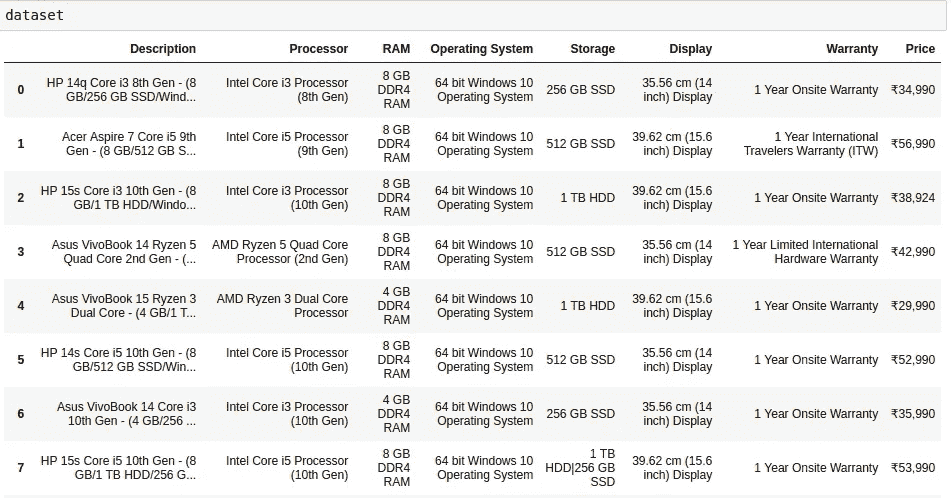 dataset
Description Processor RAM Operating System Storage Display Warranty Price
0 HP 14q Core i3 8th Gen - (8 GB/256 GB SSD/Wind... Intel Core i3 Processor (8th Gen) 8 GB DDR4 RAM 64 bit Windows 10 Operating System 256 GB SSD 35.56 cm (14 inch) Display 1 Year Onsite Warranty ₹34,990
1 Acer Aspire 7 Core i5 9th Gen - (8 GB/512 GB S... Intel Core i5 Processor (9th Gen) 8 GB DDR4 RAM 64 bit Windows 10 Operating System 512 GB SSD 39.62 cm (15.6 inch) Display 1 Year International Travelers Warranty (ITW) ₹56,990
2 HP 15s Core i3 10th Gen - (8 GB/1 TB HDD/Windo... Intel Core i3 Processor (10th Gen) 8 GB DDR4 RAM 64 bit Windows 10 Operating System 1 TB HDD 39.62 cm (15.6 inch) Display 1 Year Onsite Warranty ₹38,924
3 Asus VivoBook 14 Ryzen 5 Quad Core 2nd Gen - (... AMD Ryzen 5 Quad Core Processor (2nd Gen) 8 GB DDR4 RAM 64 bit Windows 10 Operating System 512 GB SSD 35.56 cm (14 inch) Display 1 Year Limited International Hardware Warranty ₹42,990
4 Asus VivoBook 15 Ryzen 3 Dual Core - (4 GB/1 T... AMD Ryzen 3 Dual Core Processor 4 GB DDR4 RAM 64 bit Windows 10 Operating System 1 TB HDD 39.62 cm (15.6 inch) Display 1 Year Onsite Warranty ₹29,990
5 HP 14s Core i5 10th Gen - (8 GB/512 GB SSD/Win... Intel Core i5 Processor (10th Gen) 8 GB DDR4 RAM 64 bit Windows 10 Operating System 512 GB SSD 35.56 cm (14 inch) Display 1 Year Onsite Warranty ₹52,990
6 Asus VivoBook 14 Core i3 10th Gen - (4 GB/256 ... Intel Core i3 Processor (10th Gen) 4 GB DDR4 RAM 64 bit Windows 10 Operating System 256 GB SSD 35.56 cm (14 inch) Display 1 Year Onsite Warranty ₹35,990
7 HP 15s Core i5 10th Gen - (8 GB/1 TB HDD/256 G... Intel Core i5 Processor (10th Gen) 8 GB DDR4 RAM 64 bit Windows 10 Operating System 1 TB HDD|256 GB SSD 39.62 cm (15.6 inch) Display 1 Year Onsite Warranty ₹53,990